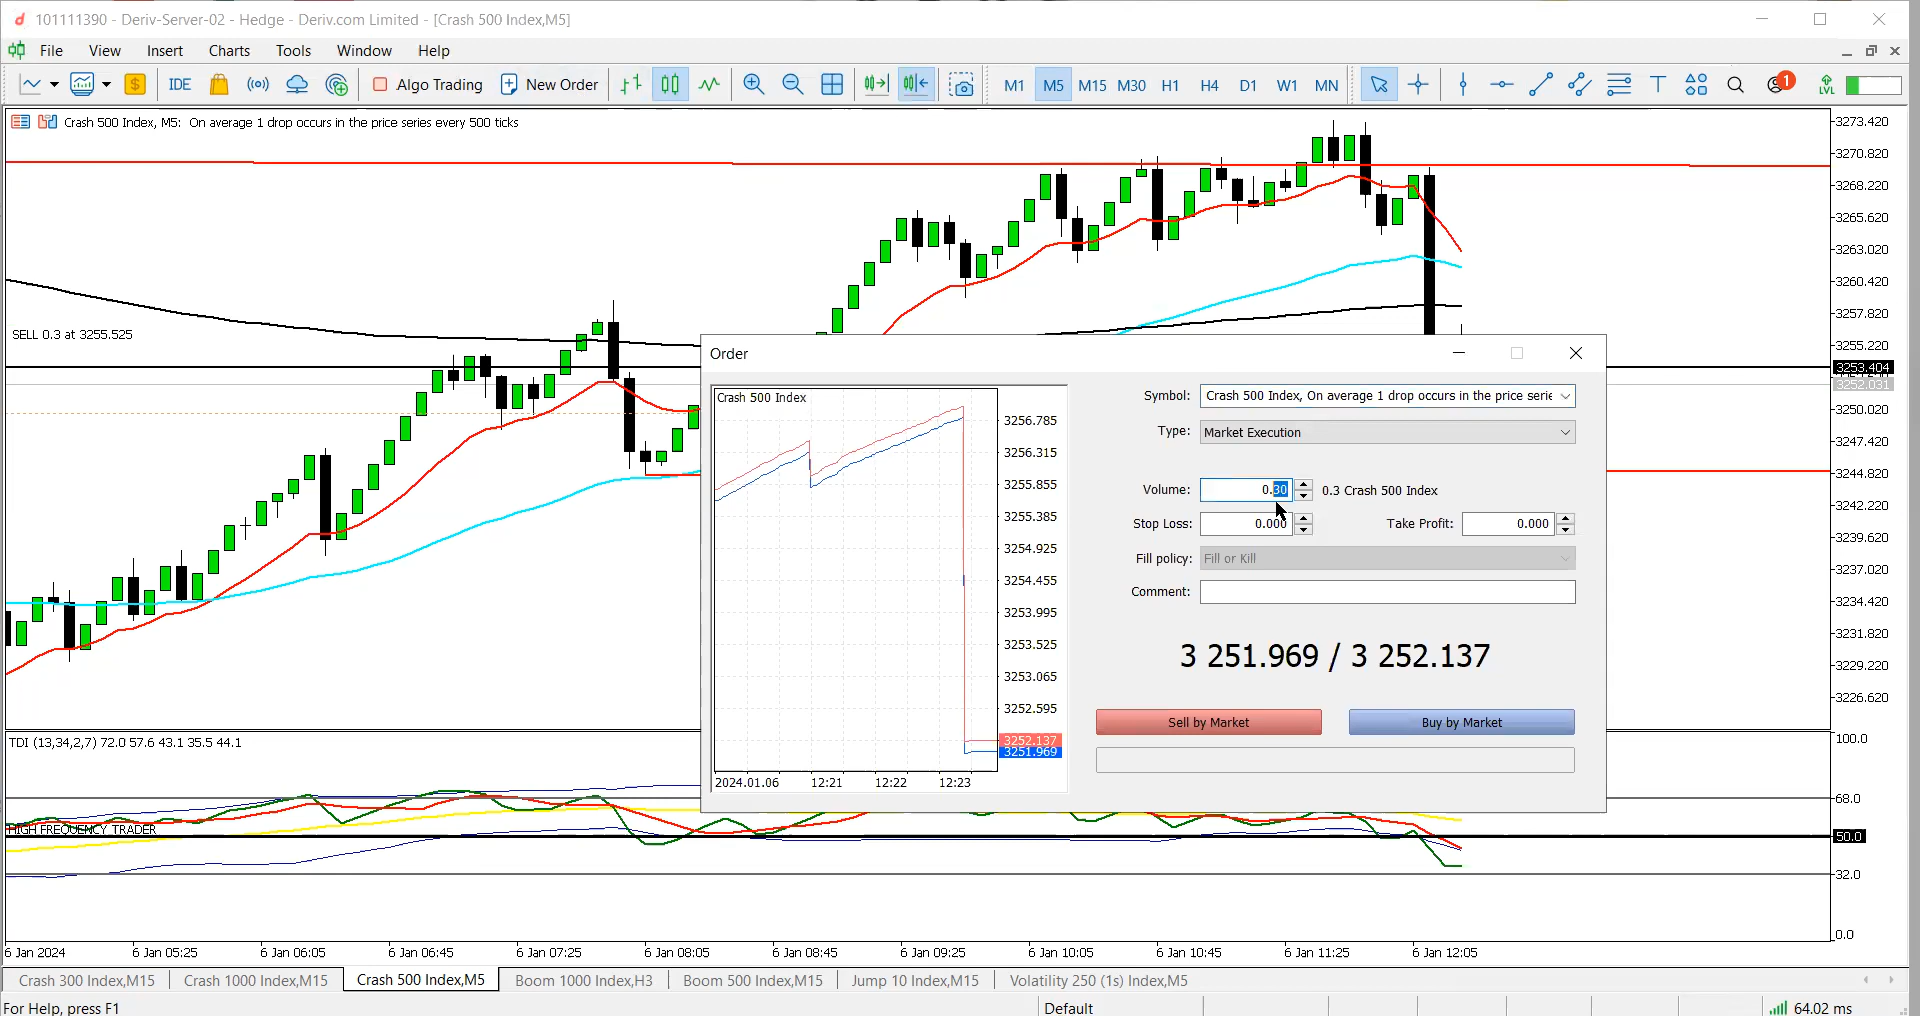 101111390 - Deriv-Server-02 - Hedge - Deriv.com Limited - [Crash 500 Index,M5]
File View Insert Charts Tools Window Help
IDE Algo Trading New Order M1 M5 M15 M30 H1 H4 D1 W1 MN T 1 LVL
Crash 500 Index, M5: On average 1 drop occurs in the price series every 500 ticks
3273.420
3270.820
3268.220
3265.620
3263.020
3260.420
3257.820
SELL 0.3 at 3255.525
3255.220
3253.404
3252.031
3250.020
3247.420
3244.820
3242.220
3239.620
3237.020
3234.420
3231.820
3229.220
3226.620
Order
Crash 500 Index
3256.785
3256.315
3255.855
3255.385
3254.925
3254.455
3253.995
3253.525
3253.065
3252.595
3252.137
3251.969
2024.01.06 12:21 12:22 12:23
Symbol: Crash 500 Index, On average 1 drop occurs in the price serie
Type: Market Execution
Volume: 0.30 0.3 Crash 500 Index
Stop Loss: 0.000 Take Profit: 0.000
Fill policy: Fill or Kill
Comment:
3 251.969 / 3 252.137
Sell by Market Buy by Market
TDI (13,34,2,7) 72.0 57.6 43.1 35.5 44.1
100.0
68.0
HIGH FREQUENCY TRADER
50.0
32.0
0.0
6 Jan 2024 6 Jan 05:25 6 Jan 06:05 6 Jan 06:45 6 Jan 07:25 6 Jan 08:05 6 Jan 08:45 6 Jan 09:25 6 Jan 10:05 6 Jan 10:45 6 Jan 11:25 6 Jan 12:05
Crash 300 Index,M15 Crash 1000 Index,M15 Crash 500 Index,M5 Boom 1000 Index,H3 Boom 500 Index,M15 Jump 10 Index,M15 Volatility 250 (1s) Index,M5
For Help, press F1 Default 64.02 ms